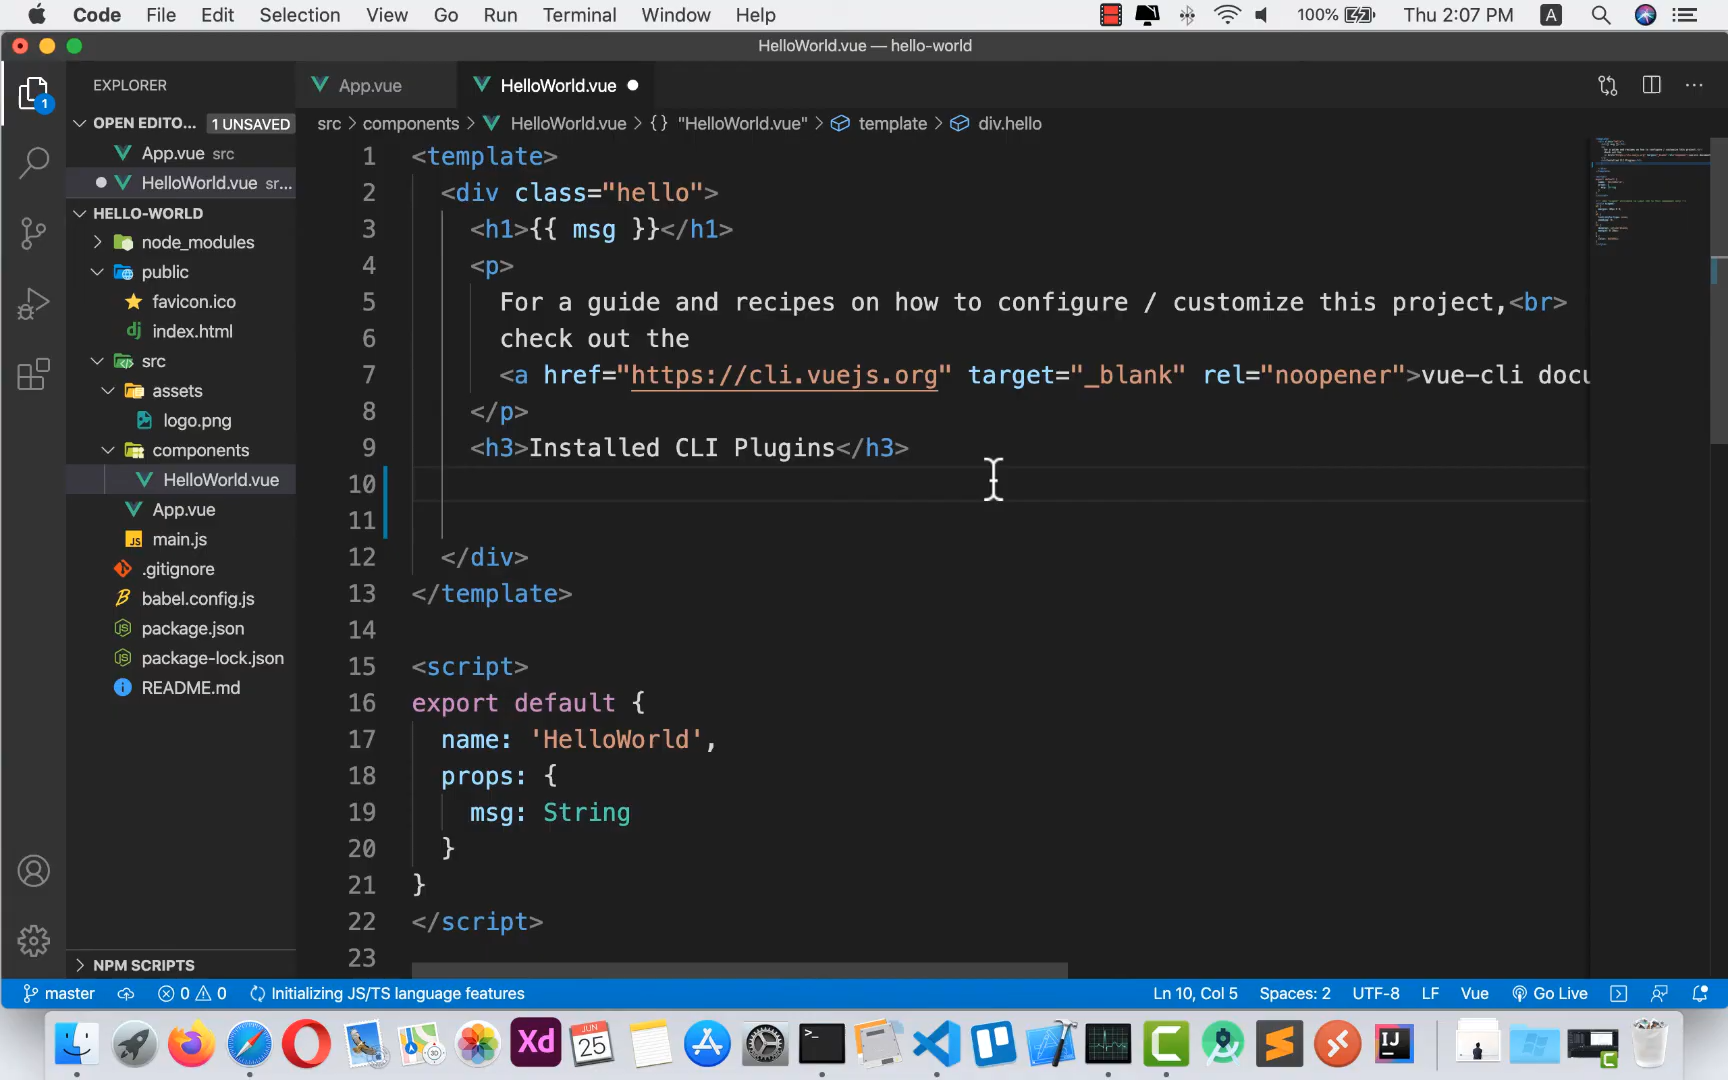 Code File Edit Selection View Go Run Terminal Window Help 100% Thu 2:07 PM A
HelloWorld.vue — hello-world
EXPLORER
App.vue
HelloWorld.vue
OPEN EDITO... 1 UNSAVED
App.vue src
HelloWorld.vue sr...
HELLO-WORLD
node_modules
public
favicon.ico
dj index.html
src
assets
logo.png
components
HelloWorld.vue
App.vue
JS main.js
.gitignore
babel.config.js
package.json
package-lock.json
README.md
NPM SCRIPTS
1
src > components > HelloWorld.vue > {} "HelloWorld.vue" > template > div.hello
1 <template>
2 <div class="hello">
3 <h1>{{ msg }}</h1>
4 <p>
5 For a guide and recipes on how to configure / customize this project,<br>
6 check out the
7 <a href="https://cli.vuejs.org" target="_blank" rel="noopener">vue-cli docu
8 </p>
9 <h3>Installed CLI Plugins</h3>
10
11
12 </div>
13 </template>
14
15 <script>
16 export default {
17 name: 'HelloWorld',
18 props: {
19 msg: String
20 }
21 }
22 </script>
23
master 0 0 Initializing JS/TS language features Ln 10, Col 5 Spaces: 2 UTF-8 LF Vue Go Live
Xd
JUN
25
3D
>_
IJ
C